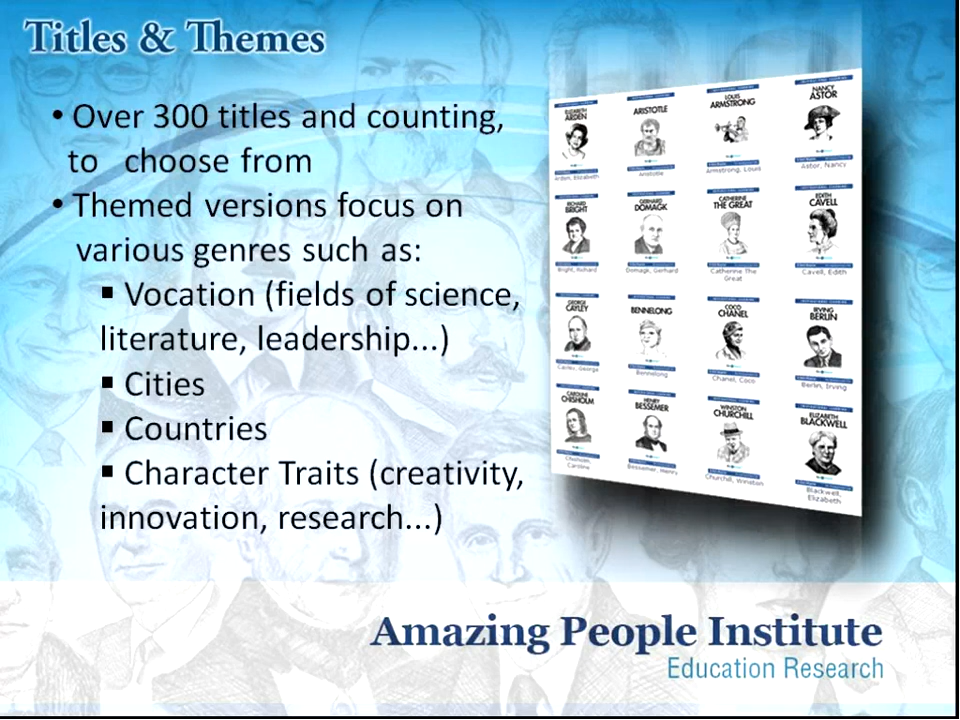 Titles & Themes
• Over 300 titles and counting,
to choose from
• Themed versions focus on
various genres such as:
▪ Vocation (fields of science,
literature, leadership...)
▪ Cities
▪ Countries
▪ Character Traits (creativity,
innovation, research...)
ELIZABETH
ARDEN
Arden, Elizabeth
ARISTOTLE
Aristotle
LOUIS
ARMSTRONG
Armstrong, Louis
NANCY
ASTOR
Astor, Nancy
RICHARD
BRIGHT
Bright, Richard
GERHARD
DOMAGK
Domagk, Gerhard
CATHERINE
THE GREAT
Catherine The
Great
EDITH
CAVELL
Cavell, Edith
GEORGE
CAYLEY
Cayley, George
BENNELONG
Bennelong
COCO
CHANEL
Chanel, Coco
IRVING
BERLIN
Berlin, Irving
CAROLINE
CHISHOLM
Chisholm,
Caroline
HENRY
BESSEMER
Bessemer, Henry
WINSTON
CHURCHILL
Churchill, Winston
ELIZABETH
BLACKWELL
Blackwell,
Elizabeth
Amazing People Institute
Education Research